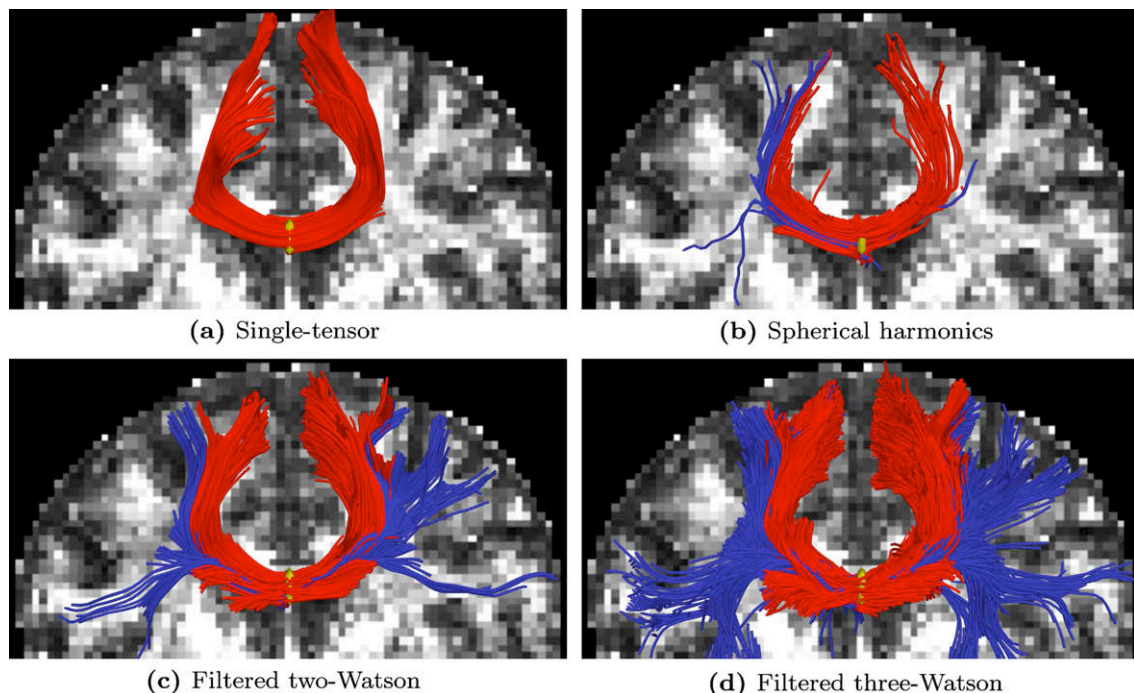 (a) Single-tensor
(b) Spherical harmonics
(c) Filtered two-Watson
(d) Filtered three-Watson